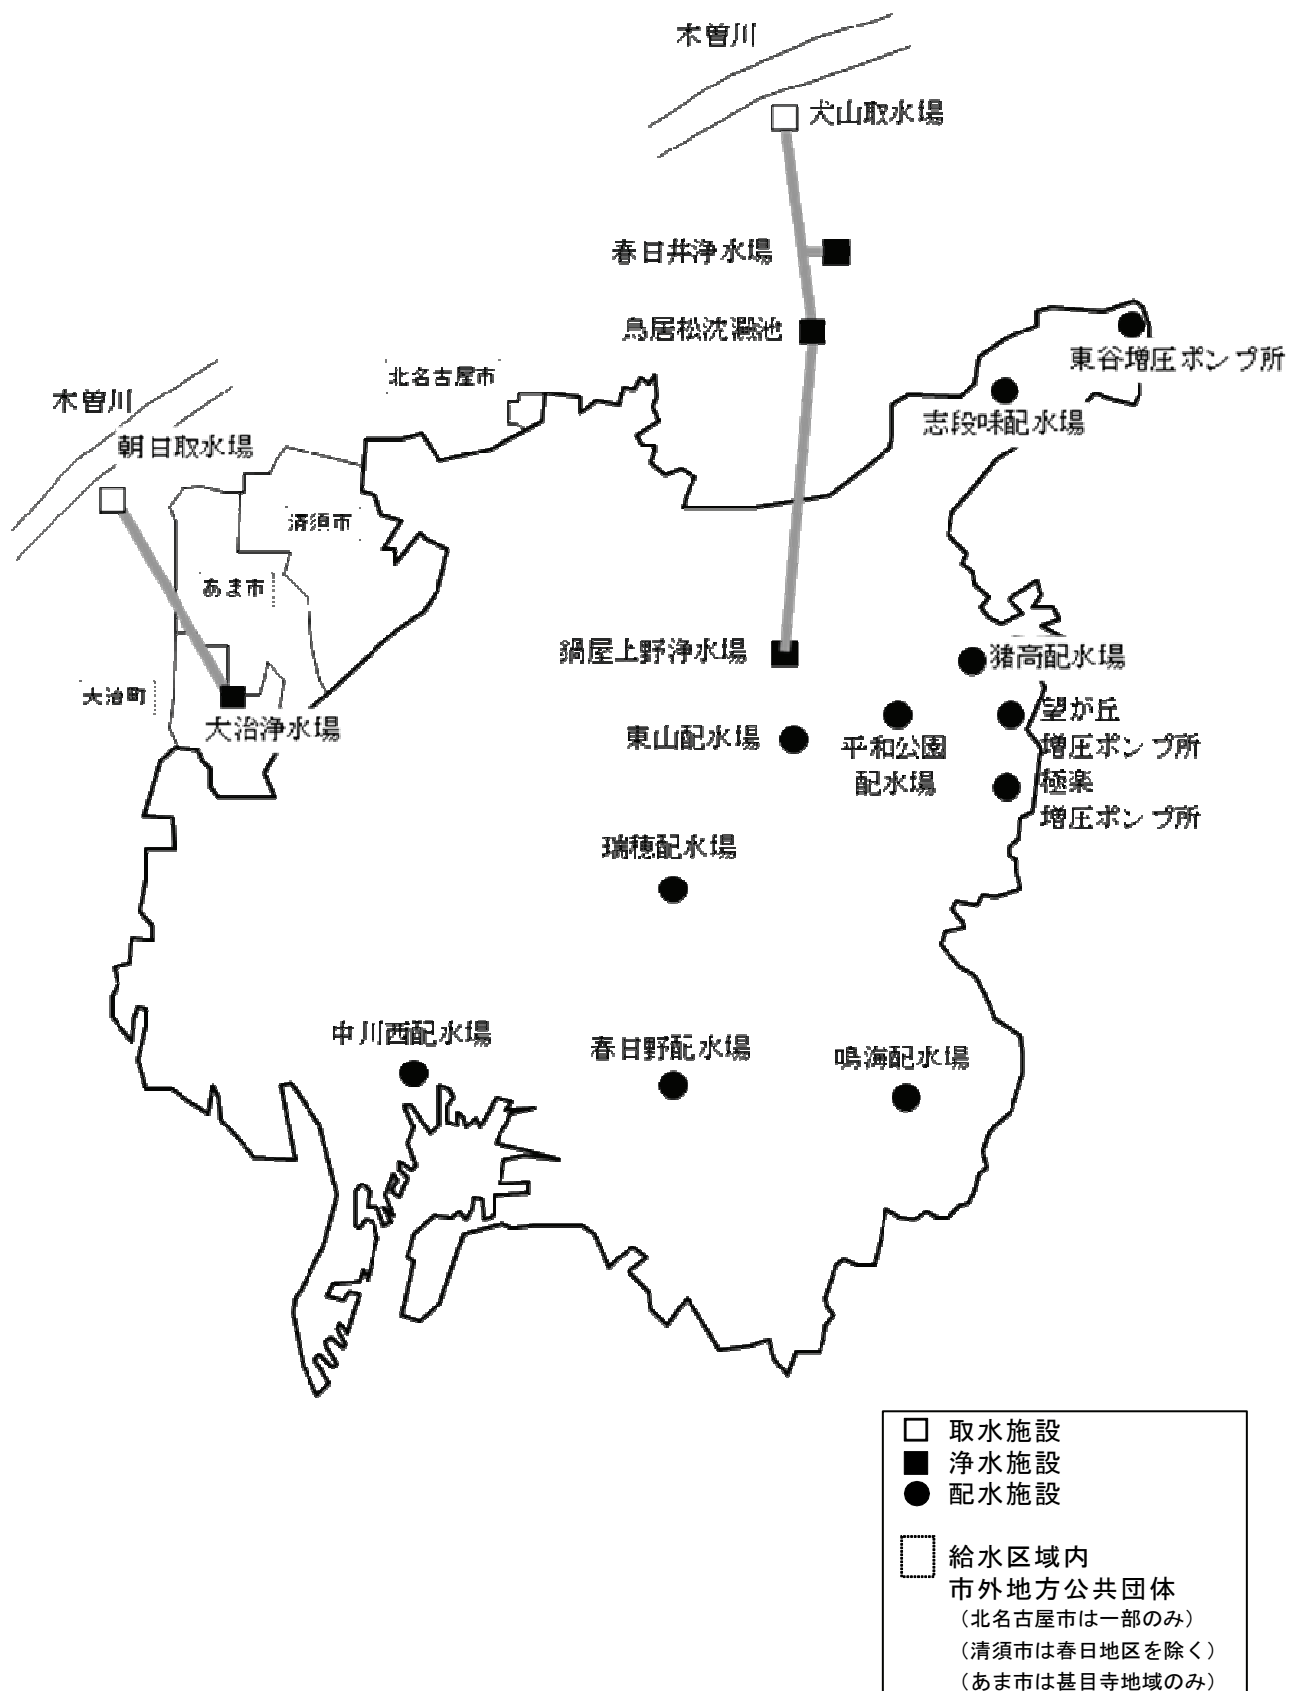 木曽川
犬山取水場
春日井浄水場
鳥居松沈澱池
東谷増圧ポンプ所
北名古屋市
木曽川
志段味配水場
朝日取水場
清須市
あま市
鍋屋上野浄水場
猪高配水場
大治町
大治浄水場
東山配水場
平和公園
配水場
望が丘
増圧ポンプ所
極楽
増圧ポンプ所
瑞穂配水場
中川西配水場
春日野配水場
鳴海配水場
取水施設
浄水施設
配水施設
給水区域内
市外地方公共団体
（北名古屋市は一部のみ）
（清須市は春日地区を除く）
（あま市は甚目寺地域のみ）